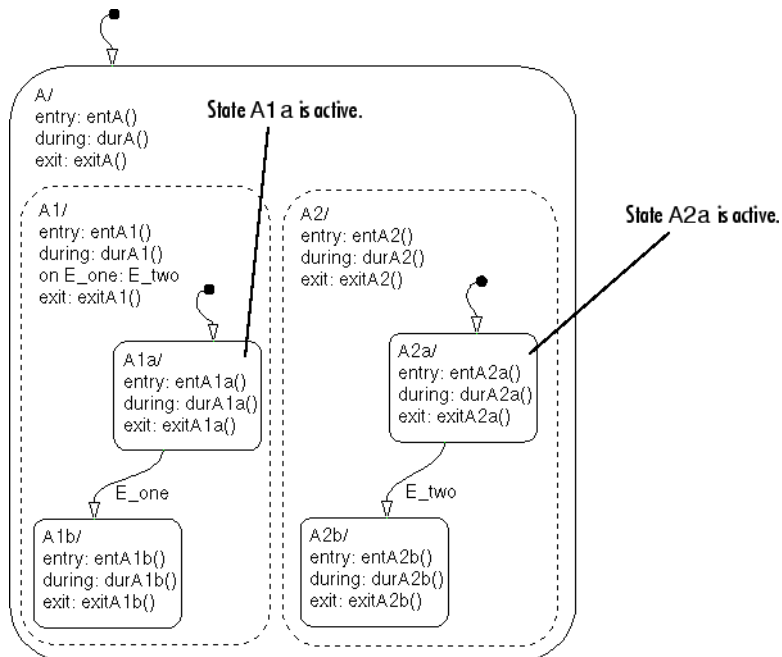 A/
entry: entA()
during: durA()
exit: exitA()
State A1a is active.
A1/
entry: entA1()
during: durA1()
on E_one: E_two
exit: exitA1()
A2/
entry: entA2()
during: durA2()
exit: exitA2()
State A2a is active.
A1a/
entry: entA1a()
during: durA1a()
exit: exitA1a()
A2a/
entry: entA2a()
during: durA2a()
exit: exitA2a()
E_one
E_two
A1b/
entry: entA1b()
during: durA1b()
exit: exitA1b()
A2b/
entry: entA2b()
during: durA2b()
exit: exitA2b()